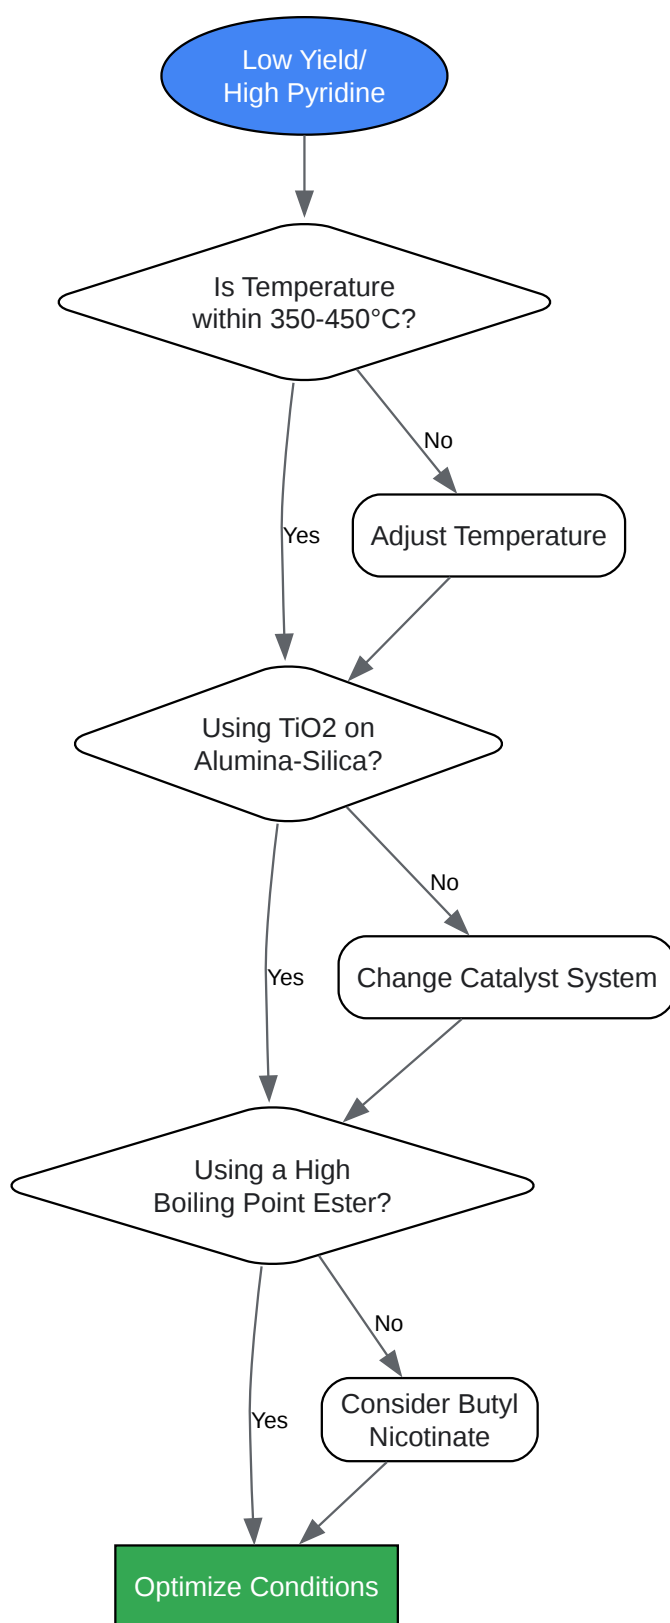 Low Yield/
High Pyridine
Is Temperature
within 350-450°C?
No
Adjust Temperature
Yes
Using TiO2 on
Alumina-Silica?
No
Change Catalyst System
Yes
Using a High
Boiling Point Ester?
No
Consider Butyl
Nicotinate
Yes
Optimize Conditions